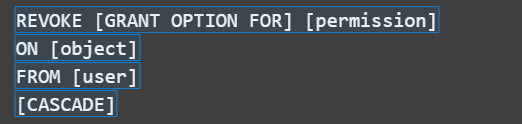 REVOKE [GRANT OPTION FOR] [permission]
ON [object]
FROM [user]
[CASCADE]